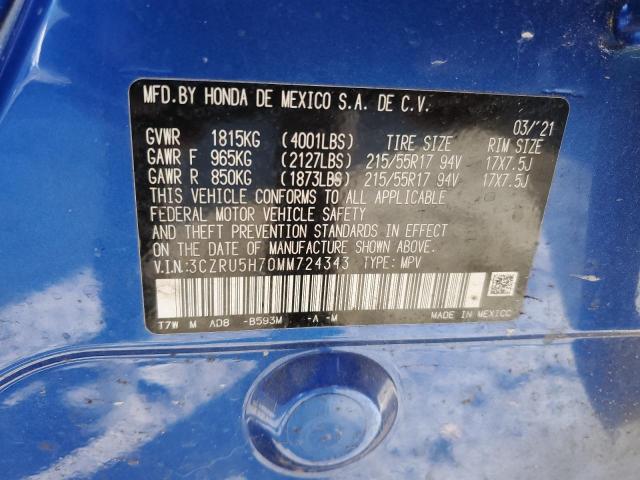 MFD.BY HONDA DE MEXICO S.A. DE C.V.
03/'21
GVWR 1815KG (4001LBS) TIRE SIZE RIM SIZE
GAWR F 965KG (2127LBS) 215/55R17 94V 17X7.5J
GAWR R 850KG (1873LBS) 215/55R17 94V 17X7.5J
THIS VEHICLE CONFORMS TO ALL APPLICABLE
FEDERAL MOTOR VEHICLE SAFETY
AND THEFT PREVENTION STANDARDS IN EFFECT
ON THE DATE OF MANUFACTURE SHOWN ABOVE.
V.I.N:3CZRU5H70MM724343 TYPE: MPV
T7W M AD8 -B593M -A -M MADE IN MEXICO